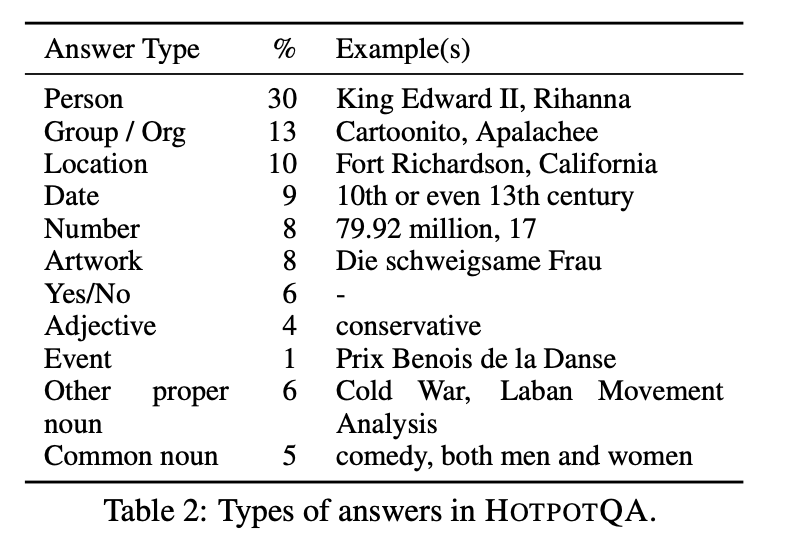 Answer Type % Example(s)
Person 30 King Edward II, Rihanna
Group / Org 13 Cartoonito, Apalachee
Location 10 Fort Richardson, California
Date 9 10th or even 13th century
Number 8 79.92 million, 17
Artwork 8 Die schweigsame Frau
Yes/No 6 -
Adjective 4 conservative
Event 1 Prix Benois de la Danse
Other proper 6 Cold War, Laban Movement
noun Analysis
Common noun 5 comedy, both men and women
Table 2: Types of answers in HOTPOTQA.